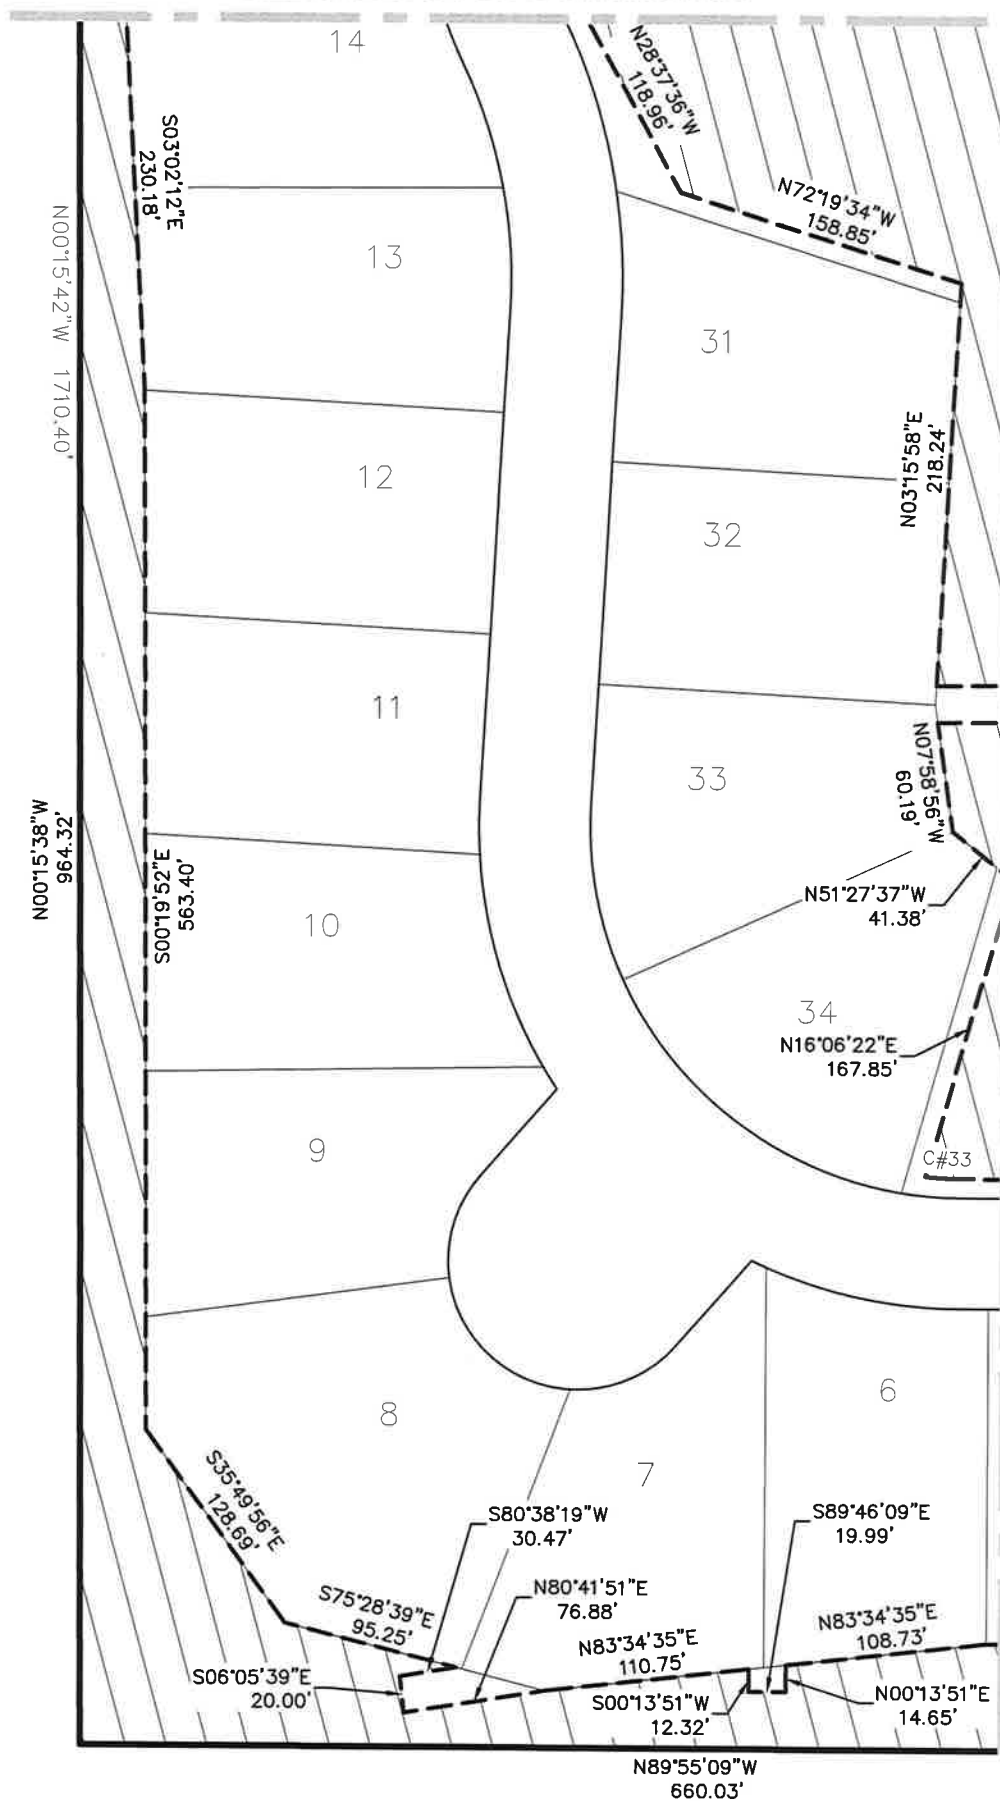 14
N28°37'36"W
118.96'
S03°02'12"E
230.18'
N72°19'34"W
158.85'
N00°15'42"W 1710.40'
13
31
N03°15'58"E
218.24'
12
32
11
33
N07°58'56"W
60.19'
N00°15'38"W
964.32'
S00°19'52"E
563.40'
10
N51°27'37"W
41.38'
34
N16°06'22"E
167.85'
9
C#33
6
8
7
S35°49'56"E
128.69'
S80°38'19"W
30.47'
S89°46'09"E
19.99'
S75°28'39"E
95.25'
N80°41'51"E
76.88'
N83°34'35"E
110.75'
N83°34'35"E
108.73'
S06°05'39"E
20.00'
S00°13'51"W
12.32'
N00°13'51"E
14.65'
N89°55'09"W
660.03'